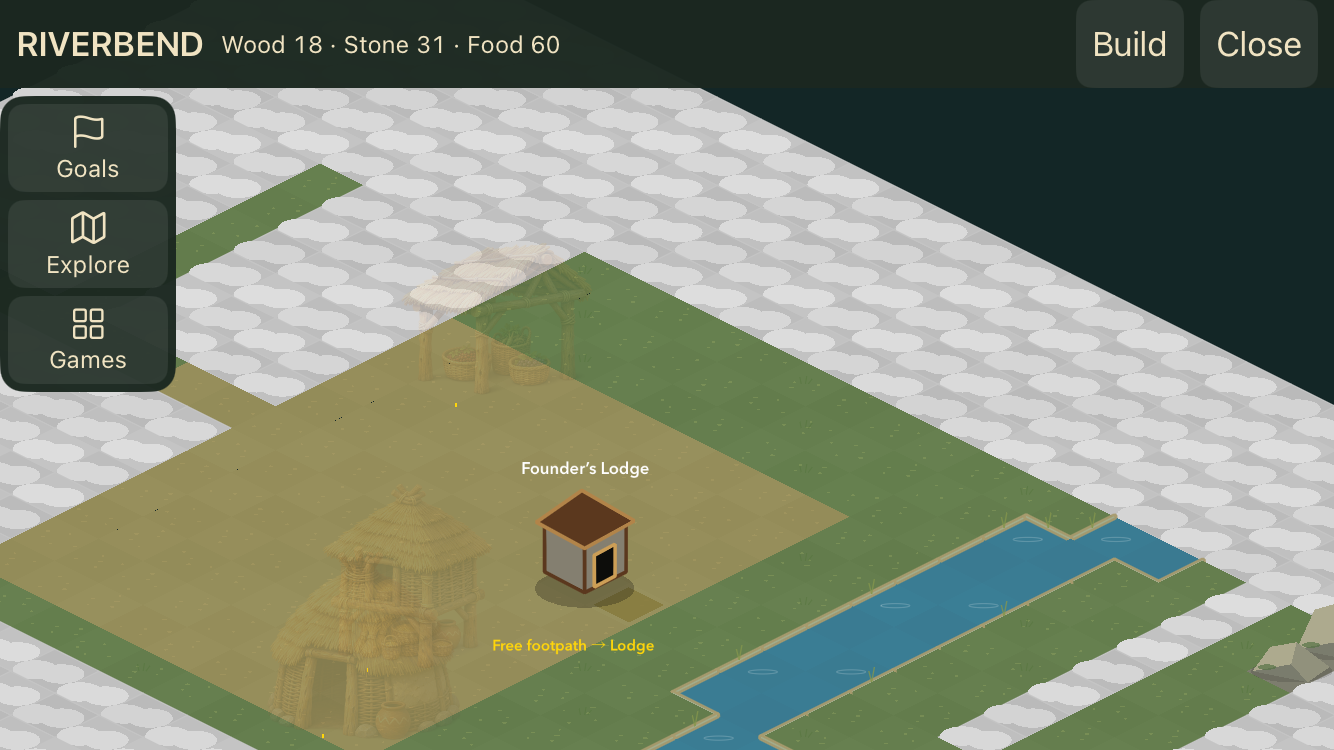 RIVERBEND Wood 18 · Stone 31 · Food 60
Build
Close
Goals
Explore
Games
Founder’s Lodge
Free footpath → Lodge